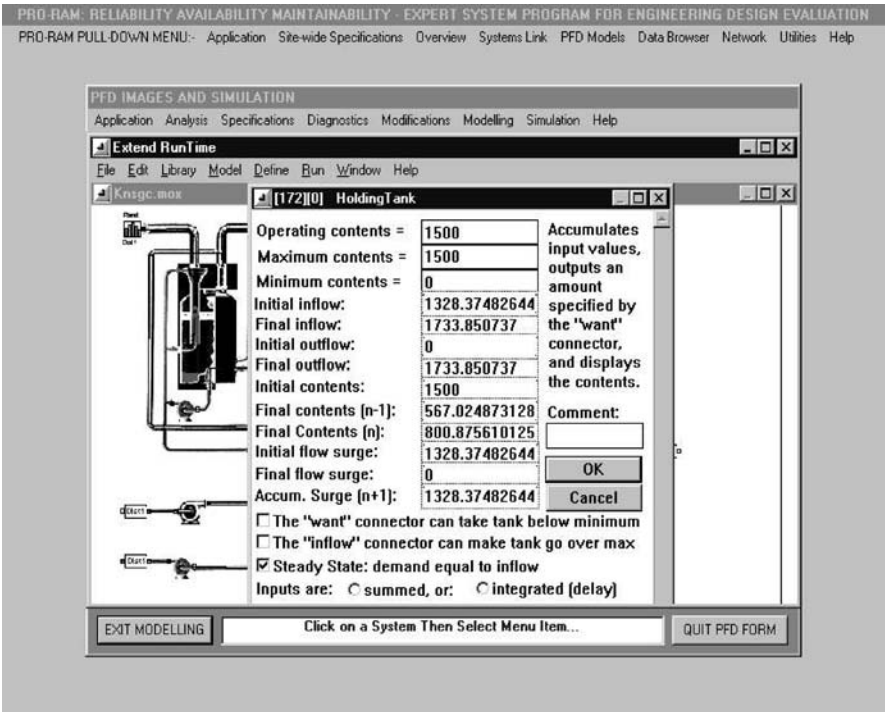 PRO-RAM: RELIABILITY AVAILABILITY MAINTAINABILITY - EXPERT SYSTEM PROGRAM FOR ENGINEERING DESIGN EVALUATION
PRO-RAM PULL-DOWN MENU:- Application Site-wide Specifications Overview Systems Link PFD Models Data Browser Network Utilities Help
PFD IMAGES AND SIMULATION
Application Analysis Specifications Diagnostics Modifications Modelling Simulation Help
Extend RunTime
File Edit Library Model Define Run Window Help
Knsgc.mox
[172][0] HoldingTank
Operating contents = 1500
Maximum contents = 1500
Minimum contents = 0
Initial inflow: 1328.37482644
Final inflow: 1733.850737
Initial outflow: 0
Final outflow: 1733.850737
Initial contents: 1500
Final contents (n-1): 567.024873128
Final Contents (n): 800.875610125
Initial flow surge: 1328.37482644
Final flow surge: 0
Accum. Surge (n+1): 1328.37482644
Accumulates
input values,
outputs an
amount
specified by
the "want"
connector,
and displays
the contents.
Comment:
OK
Cancel
The "want" connector can take tank below minimum
The "inflow" connector can make tank go over max
Steady State: demand equal to inflow
Inputs are: summed, or: integrated (delay)
EXIT MODELLING
Click on a System Then Select Menu Item...
QUIT PFD FORM